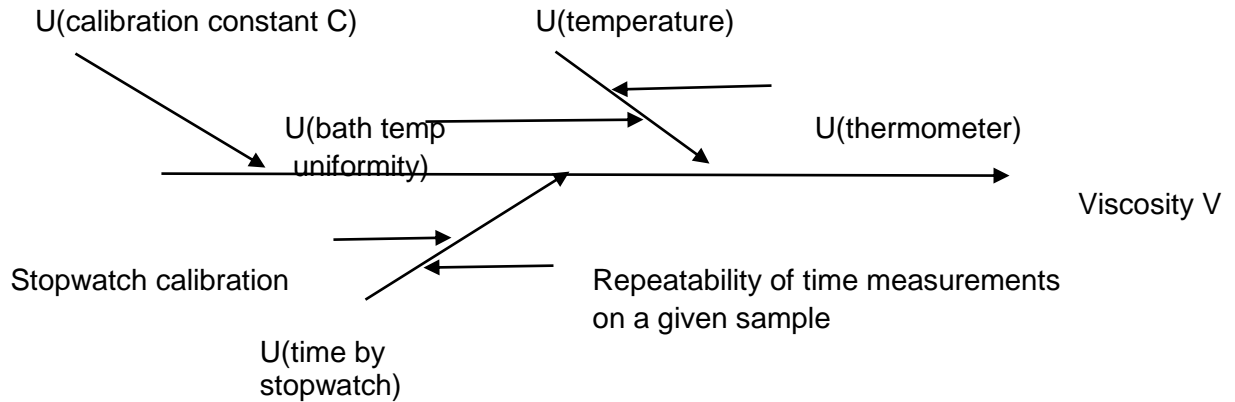 U(calibration constant C)
U(temperature)
U(bath temp
uniformity)
U(thermometer)
Viscosity V
Stopwatch calibration
Repeatability of time measurements
on a given sample
U(time by
stopwatch)